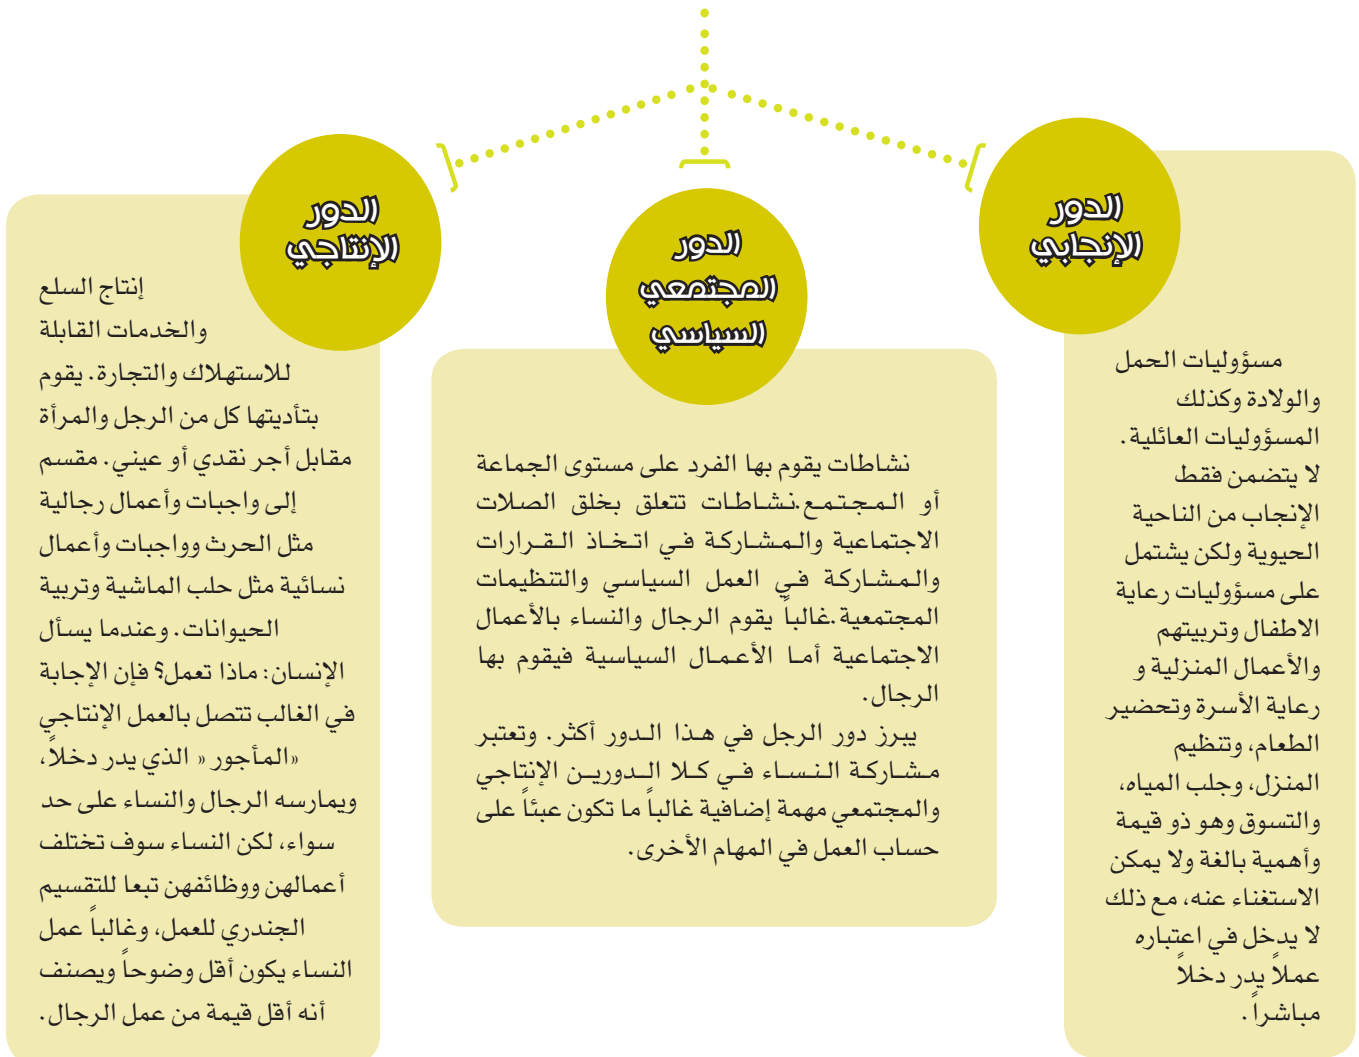 الدور
الإنجابي
مسؤوليات الحمل
والولادة وكذلك
المسؤوليات العائلية.
لا يتضمن فقط
الإنجاب من الناحية
الحيوية ولكن يشتمل
على مسؤوليات رعاية
الاطفال وتربيتهم
والأعمال المنزلية و
رعاية الأسرة وتحضير
الطعام، وتنظيم
المنزل، وجلب المياه،
والتسوق وهو ذو قيمة
وأهمية بالغة ولا يمكن
الاستغناء عنه، مع ذلك
لا يدخل في اعتباره
عملاً يدر دخلاً
مباشراً.
الدور
المجتمعي
السياسي
نشاطات يقوم بها الفرد على مستوى الجماعة
أو المجتمع.نشاطات تتعلق بخلق الصلات
الاجتماعية والمشاركة في اتخاذ القرارات
والمشاركة في العمل السياسي والتنظيمات
المجتمعية.غالباً يقوم الرجال والنساء بالأعمال
الاجتماعية أما الأعمال السياسية فيقوم بها
الرجال.
يبرز دور الرجل في هذا الدور أكثر. وتعتبر
مشاركة النساء في كلا الدورين الإنتاجي
والمجتمعي مهمة إضافية غالباً ما تكون عبئاً على
حساب العمل في المهام الأخرى.
الدور
الإنتاجي
إنتاج السلع
والخدمات القابلة
للاستهلاك والتجارة. يقوم
بتأديتها كل من الرجل والمرأة
مقابل أجر نقدي أو عيني. مقسم
إلى واجبات وأعمال رجالية
مثل الحرث وواجبات وأعمال
نسائية مثل حلب الماشية وتربية
الحيوانات. وعندما يسأل
الإنسان: ماذا تعمل؟ فإن الإجابة
في الغالب تتصل بالعمل الإنتاجي
«المأجور « الذي يدر دخلاً،
ويمارسه الرجال والنساء على حد
سواء، لكن النساء سوف تختلف
أعمالهن ووظائفهن تبعا للتقسيم
الجندري للعمل، وغالباً عمل
النساء يكون أقل وضوحاً ويصنف
أنه أقل قيمة من عمل الرجال.